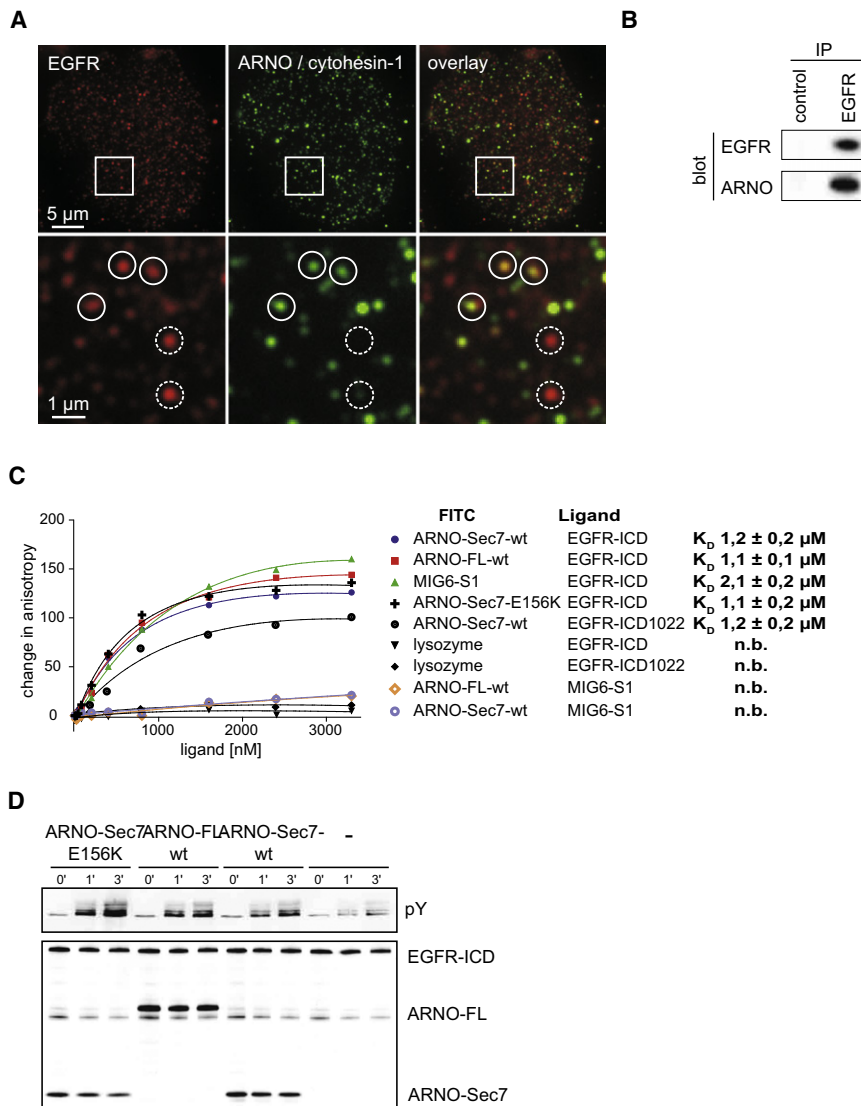 A
EGFR
ARNO / cytohesin-1
overlay
5 µm
1 µm
B
IP
control
EGFR
blot
EGFR
ARNO
C
change in anisotropy
200
150
100
50
0
1000
2000
3000
ligand [nM]
FITC Ligand
ARNO-Sec7-wt EGFR-ICD K_D 1,2 ± 0,2 µM
ARNO-FL-wt EGFR-ICD K_D 1,1 ± 0,1 µM
MIG6-S1 EGFR-ICD K_D 2,1 ± 0,2 µM
ARNO-Sec7-E156K EGFR-ICD K_D 1,1 ± 0,2 µM
ARNO-Sec7-wt EGFR-ICD1022 K_D 1,2 ± 0,2 µM
lysozyme EGFR-ICD n.b.
lysozyme EGFR-ICD1022 n.b.
ARNO-FL-wt MIG6-S1 n.b.
ARNO-Sec7-wt MIG6-S1 n.b.
D
ARNO-Sec7 ARNO-FL ARNO-Sec7- -
E156K wt wt
0' 1' 3' 0' 1' 3' 0' 1' 3' 0' 1' 3'
pY
EGFR-ICD
ARNO-FL
ARNO-Sec7